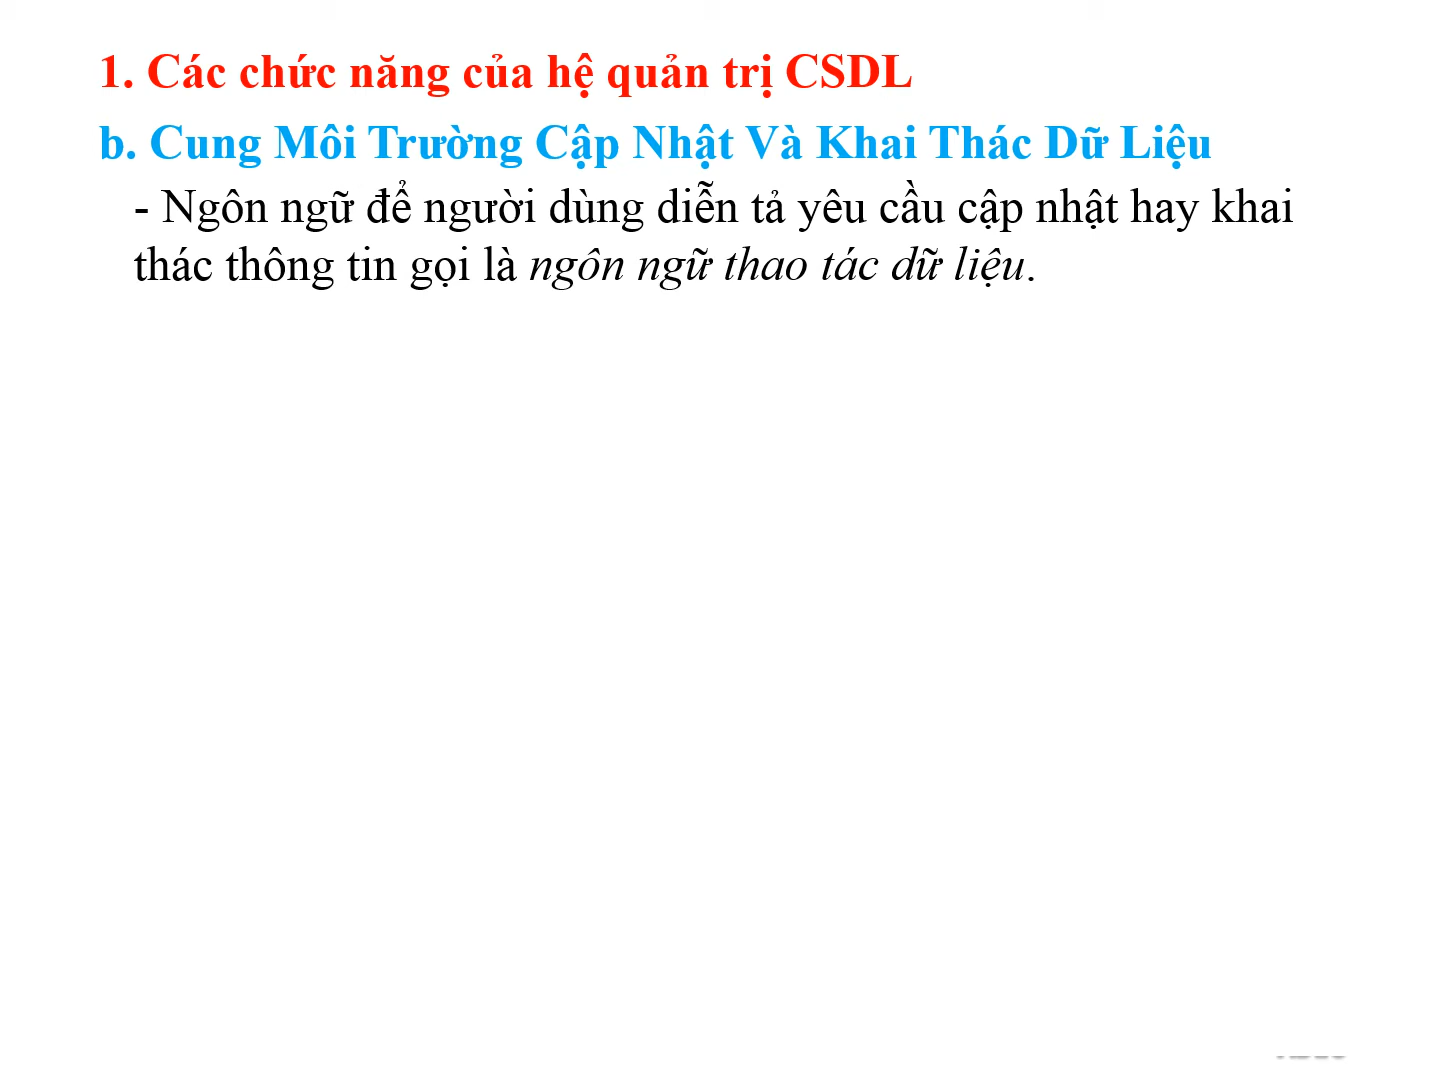 1. Các chức năng của hệ quản trị CSDL
b. Cung Môi Trường Cập Nhật Và Khai Thác Dữ Liệu
- Ngôn ngữ để người dùng diễn tả yêu cầu cập nhật hay khai
thác thông tin gọi là ngôn ngữ thao tác dữ liệu.